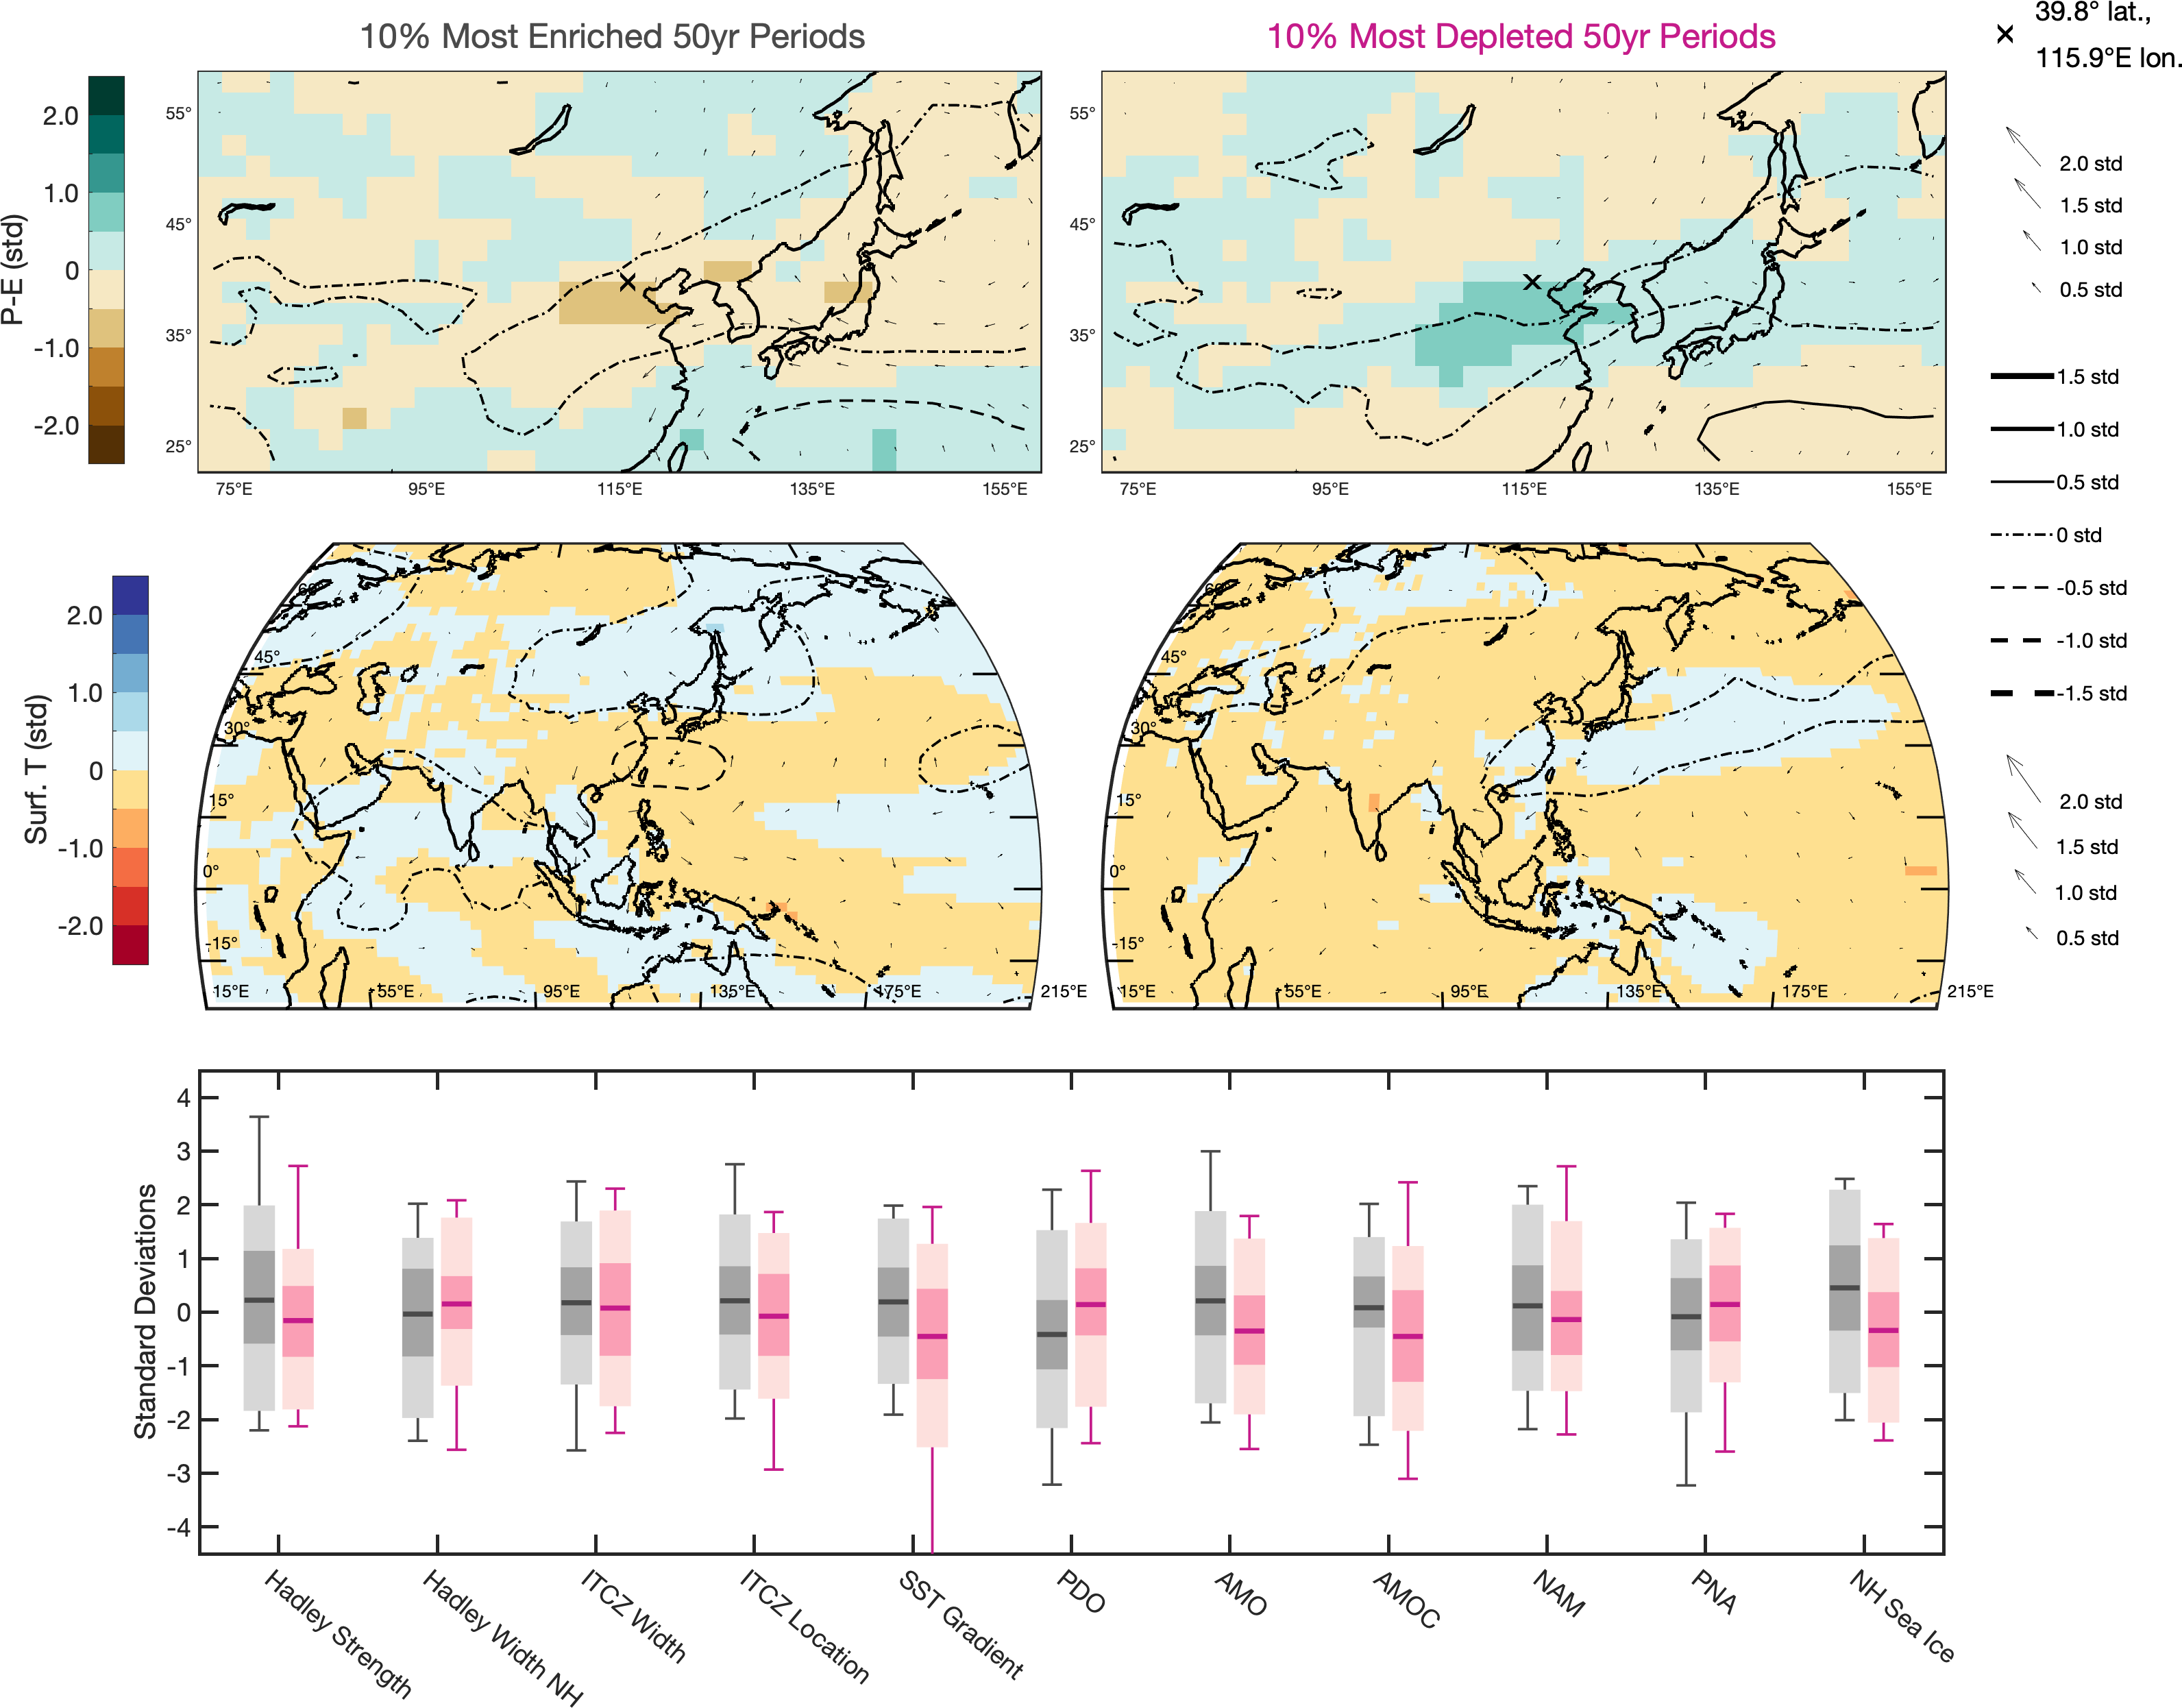 10% Most Enriched 50yr Periods
10% Most Depleted 50yr Periods
39.8° lat.,
115.9°E lon.
P-E (std)
2.0
1.0
0
-1.0
-2.0
55°
45°
35°
25°
75°E 95°E 115°E 135°E 155°E
55°
45°
35°
25°
75°E 95°E 115°E 135°E 155°E
2.0 std
1.5 std
1.0 std
0.5 std
1.5 std
1.0 std
0.5 std
0 std
-0.5 std
-1.0 std
-1.5 std
Surf. T (std)
2.0
1.0
0
-1.0
-2.0
60°
45°
30°
15°
0°
-15°
15°E 55°E 95°E 135°E 175°E 215°E
60°
45°
30°
15°
0°
-15°
15°E 55°E 95°E 135°E 175°E 215°E
2.0 std
1.5 std
1.0 std
0.5 std
Standard Deviations
4
3
2
1
0
-1
-2
-3
-4
Hadley Strength
Hadley Width NH
ITCZ Width
ITCZ Location
SST Gradient
PDO
AMO
AMOC
NAM
PNA
NH Sea Ice